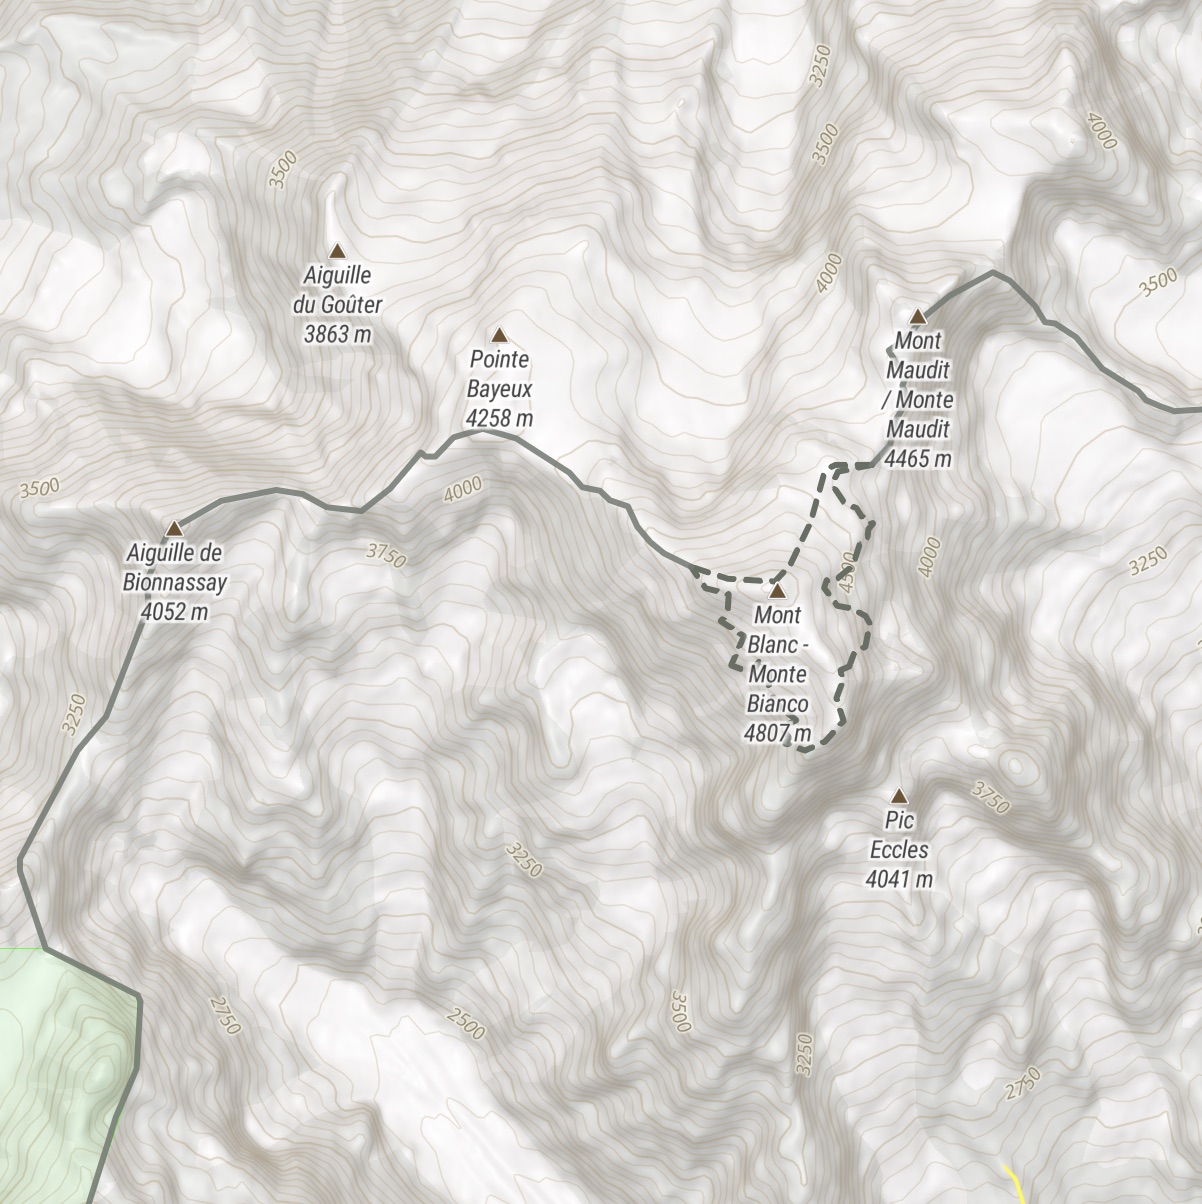 3250
4000
3500
3500
Aiguille
du Goûter
3863 m
4000
3500
Pointe
Bayeux
4258 m
Mont
Maudit
/ Monte
Maudit
4465 m
3500
4000
3750
Aiguille de
Bionnassay
4052 m
4500
4000
3250
Mont
Blanc -
Monte
Bianco
4807 m
3250
3750
Pic
Eccles
4041 m
3250
2750
2500
3500
3250
2750